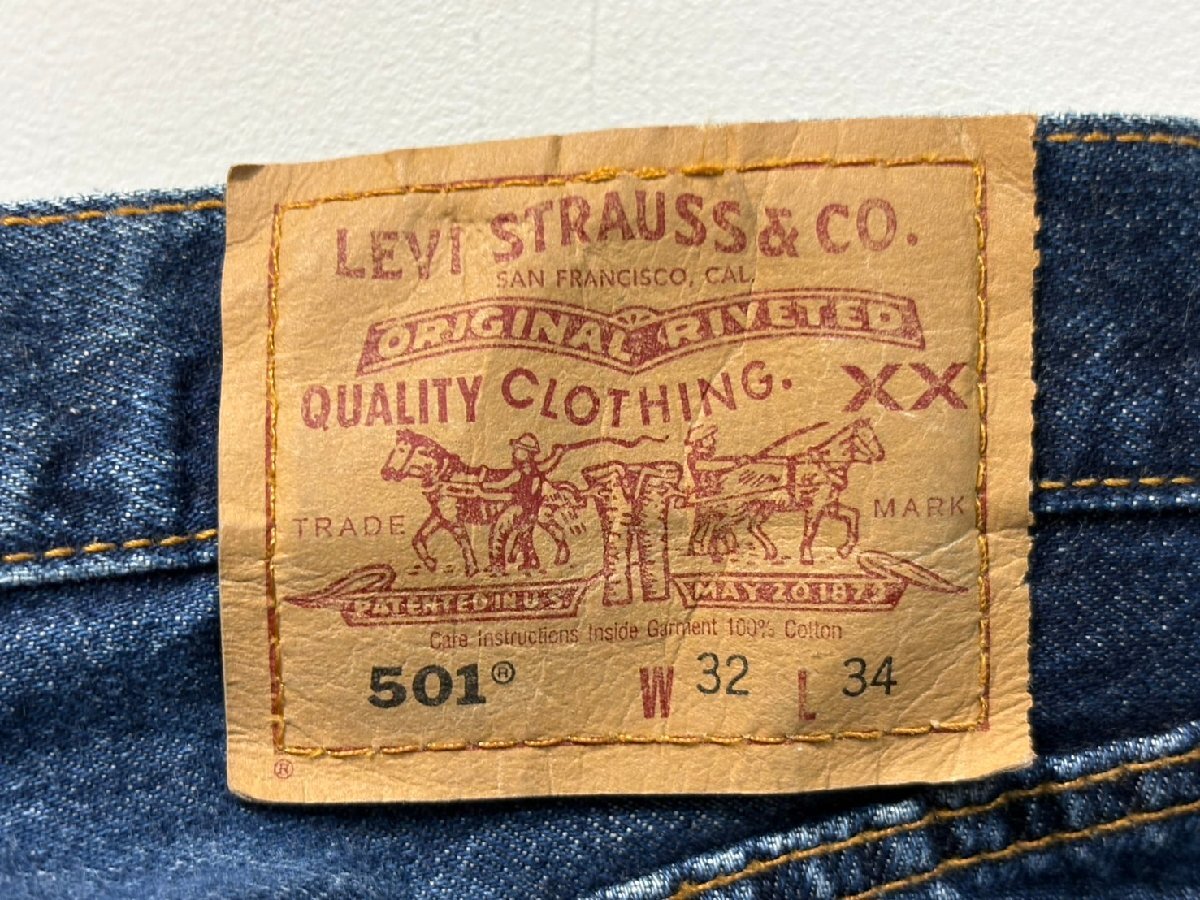 LEVI STRAUSS & CO.
SAN FRANCISCO, CAL.
ORIGINAL RIVETED
QUALITY CLOTHING. XX
TRADE MARK
PATENTED IN U.S. MAY 20, 1873
Care Instructions Inside Garment 100% Cotton
501® W 32 L 34
®